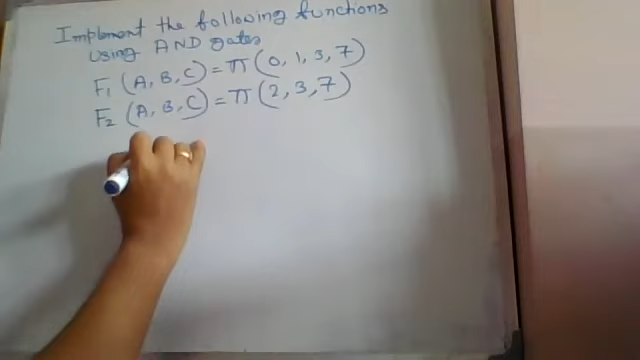 Implement the following functions
using AND gates
F₁ (A, B, C) = π (0, 1, 3, 7)
F₂ (A, B, C) = π (2, 3, 7)